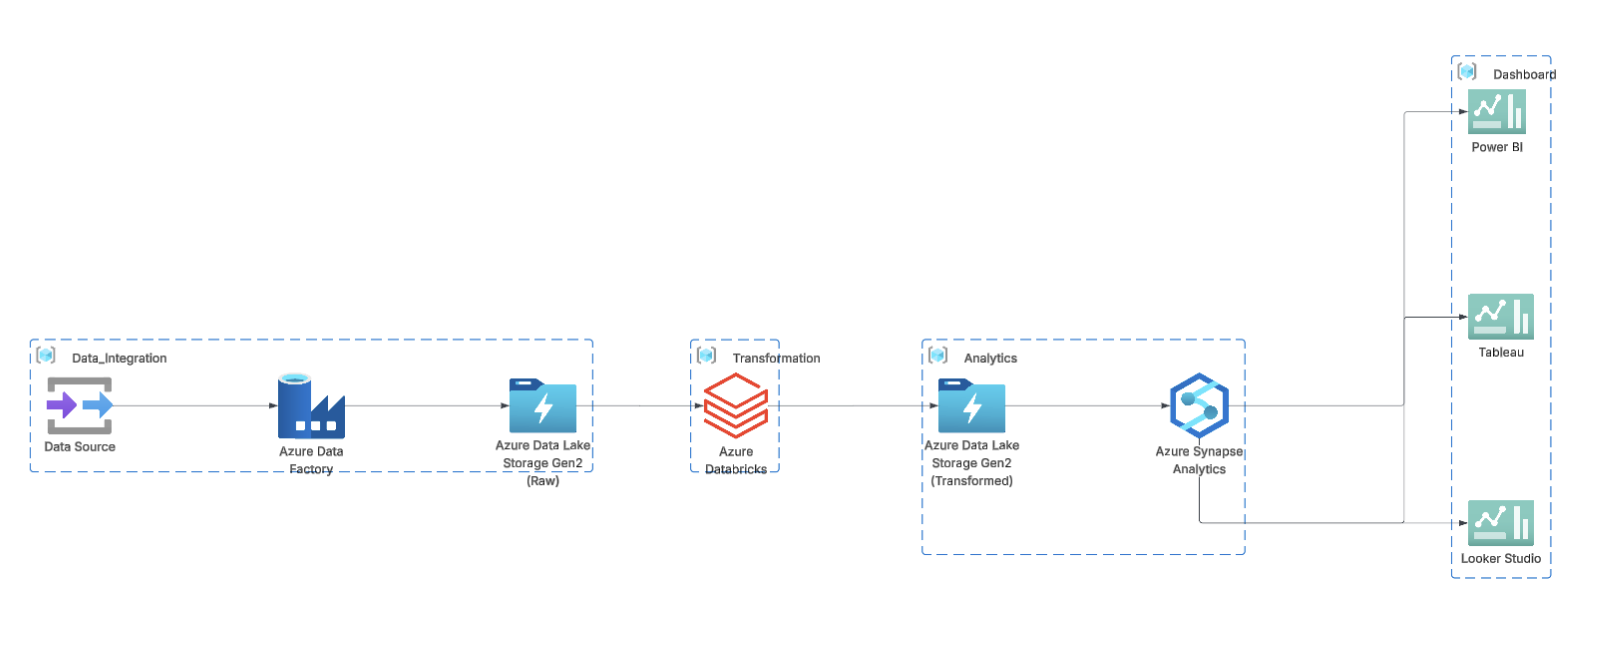 Data_Integration
Data Source
Azure Data
Factory
Azure Data Lake
Storage Gen2
(Raw)
Transformation
Azure
Databricks
Analytics
Azure Data Lake
Storage Gen2
(Transformed)
Azure Synapse
Analytics
Dashboard
Power BI
Tableau
Looker Studio